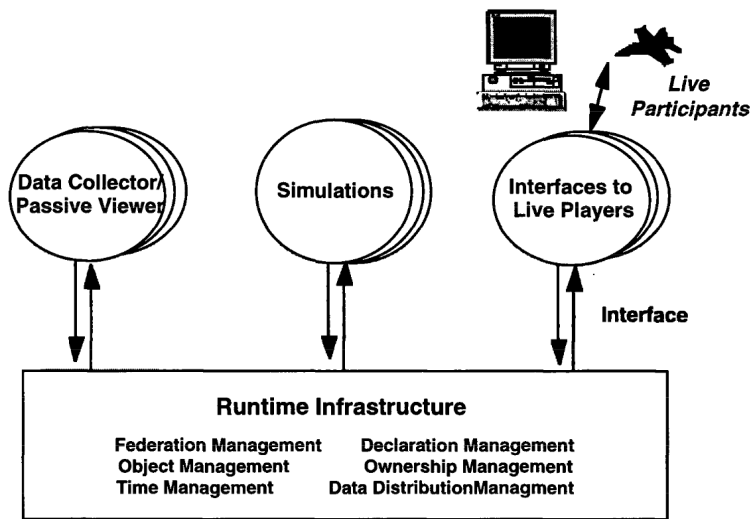 Live
Participants
Data Collector/
Passive Viewer
Simulations
Interfaces to
Live Players
Interface
Runtime Infrastructure
Federation Management Declaration Management
Object Management Ownership Management
Time Management Data DistributionManagment